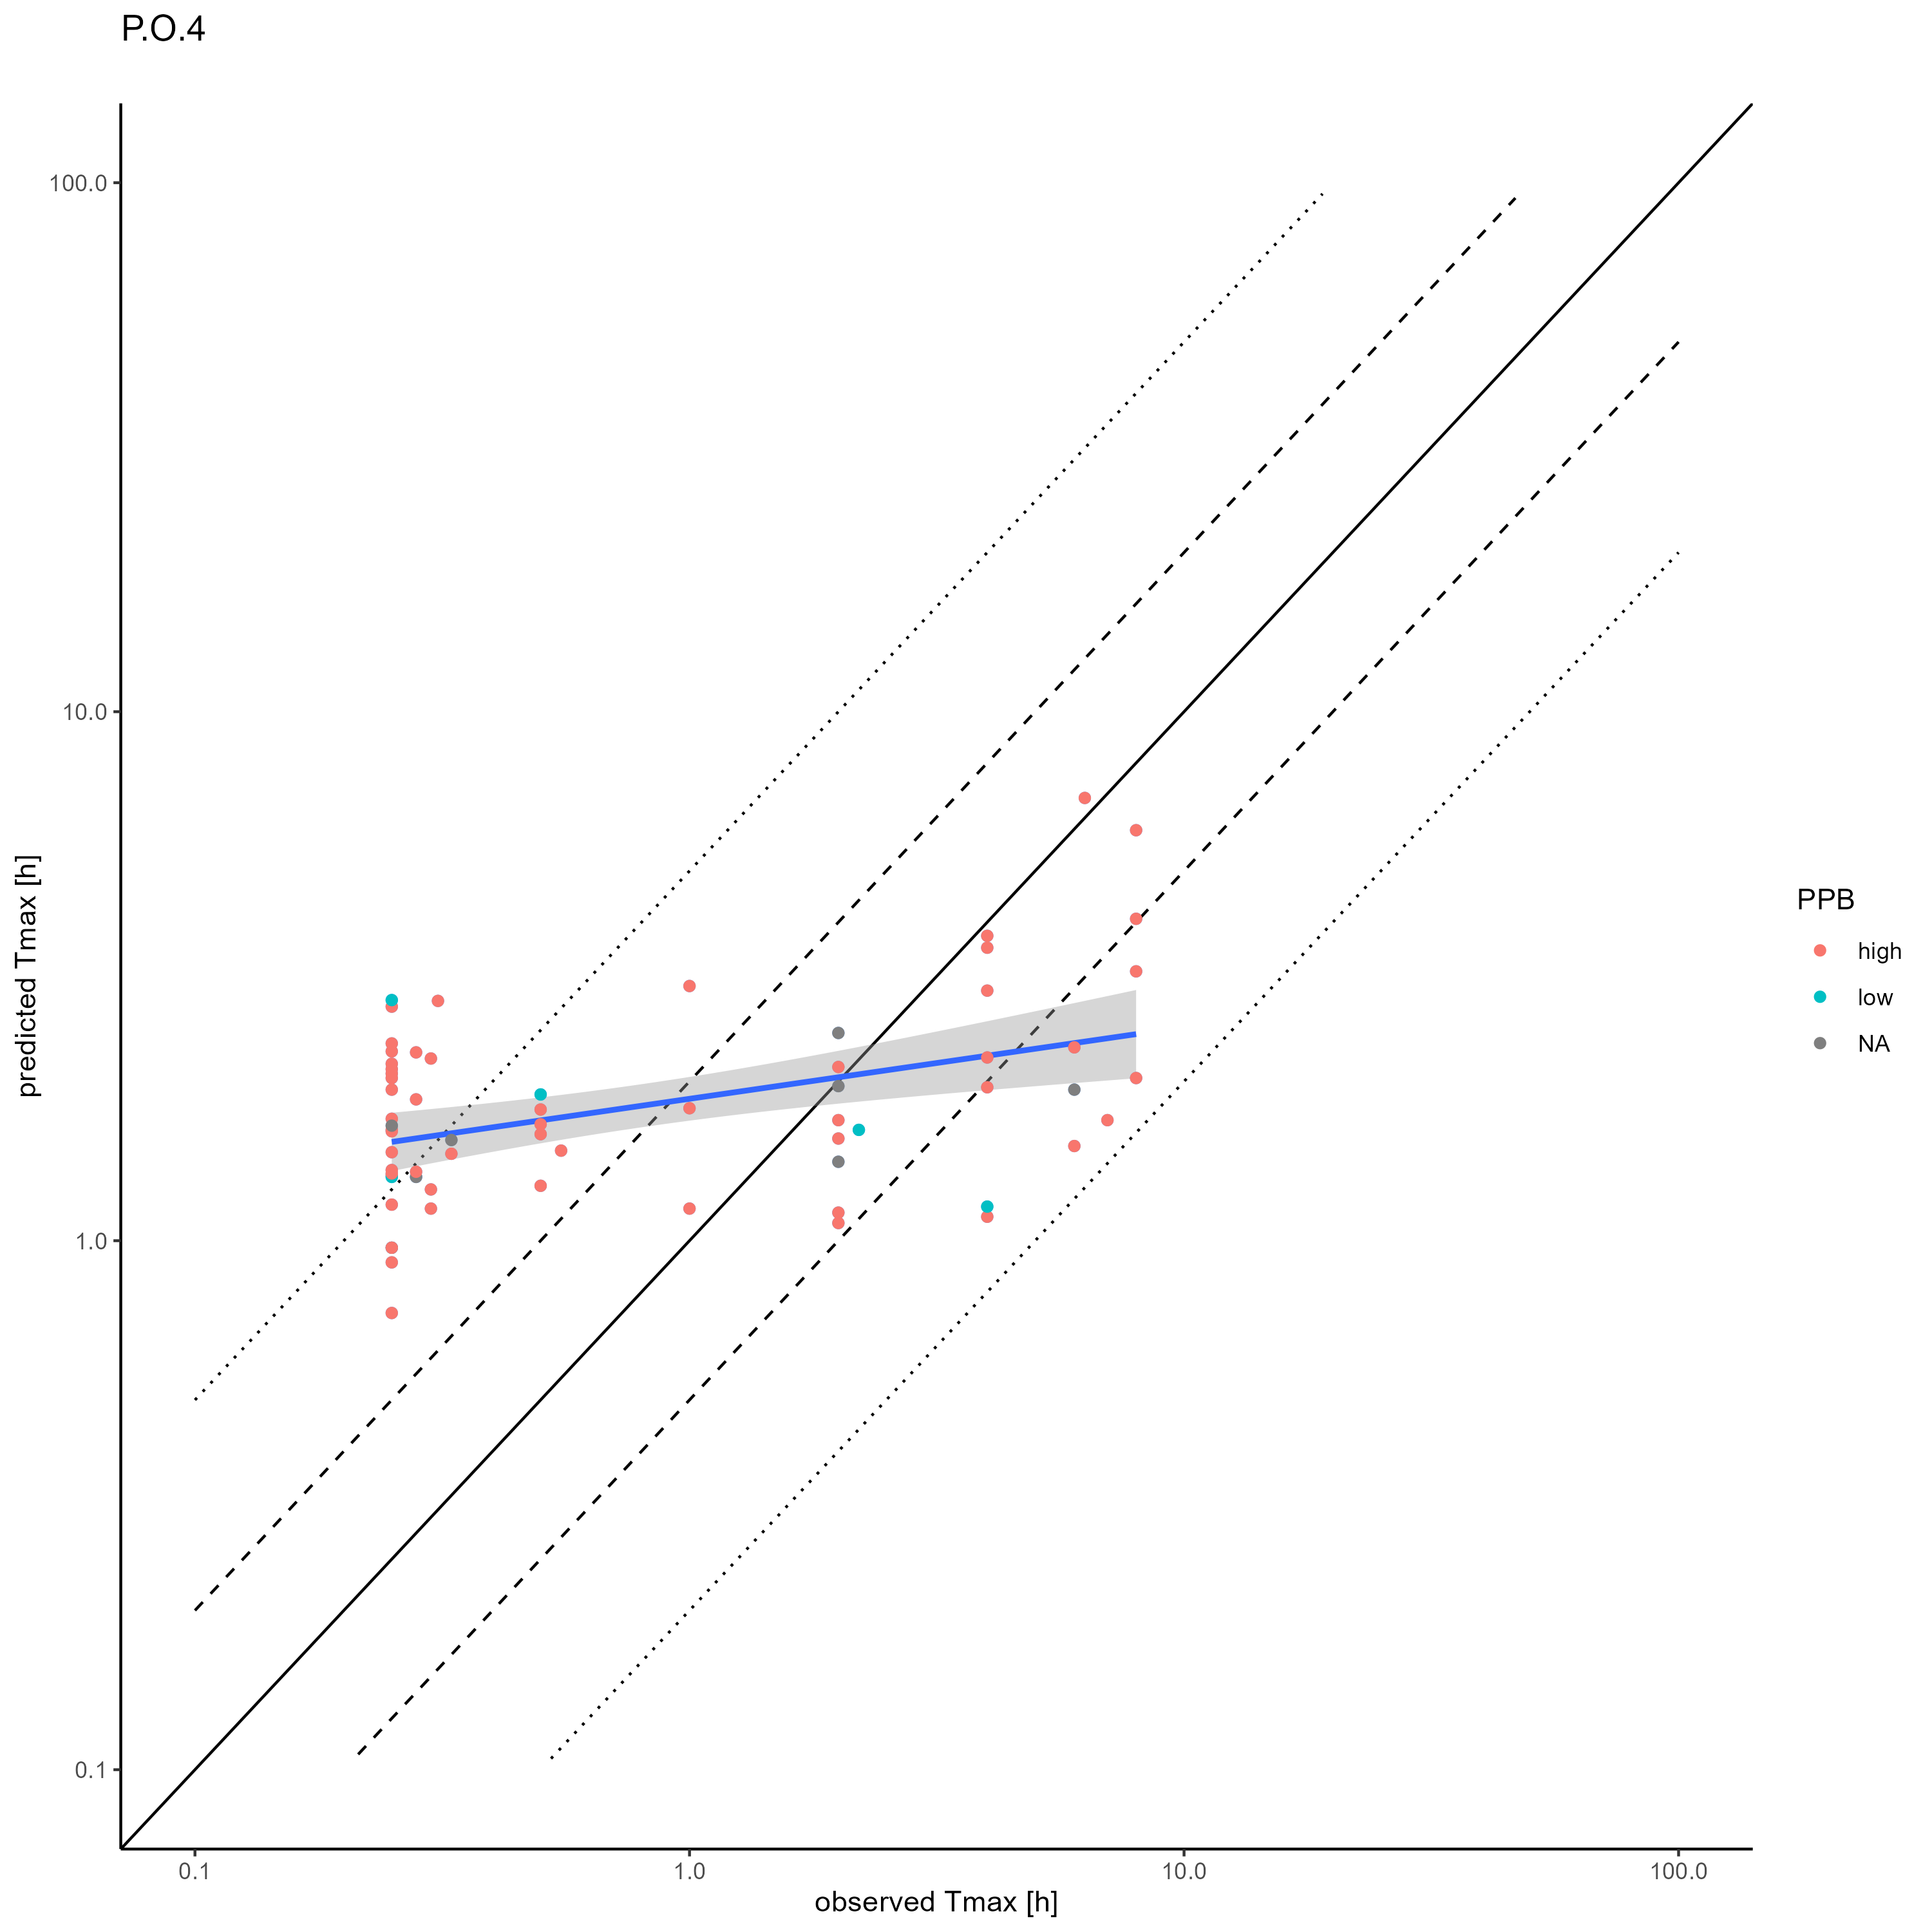 P.O.4
100.0
10.0
1.0
0.1
predicted Tmax [h]
0.1
1.0
10.0
100.0
observed Tmax [h]
PPB
high
low
NA